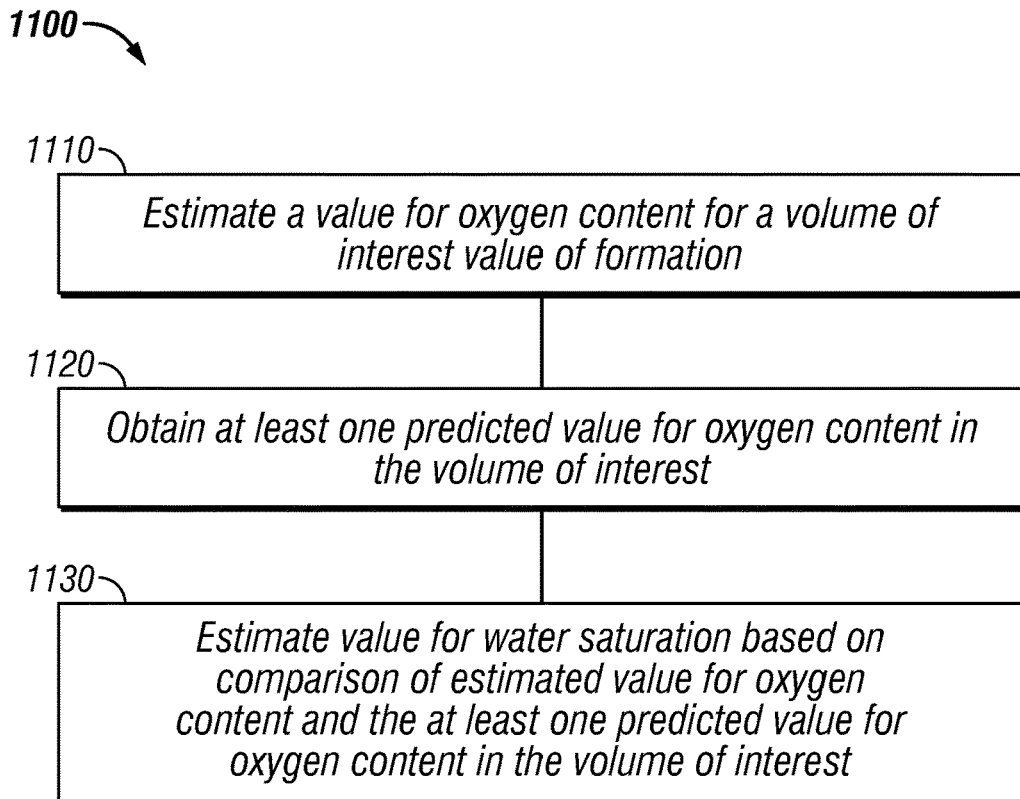 1100
1110
Estimate a value for oxygen content for a volume of
interest value of formation
1120
Obtain at least one predicted value for oxygen content in
the volume of interest
1130
Estimate value for water saturation based on
comparison of estimated value for oxygen
content and the at least one predicted value for
oxygen content in the volume of interest